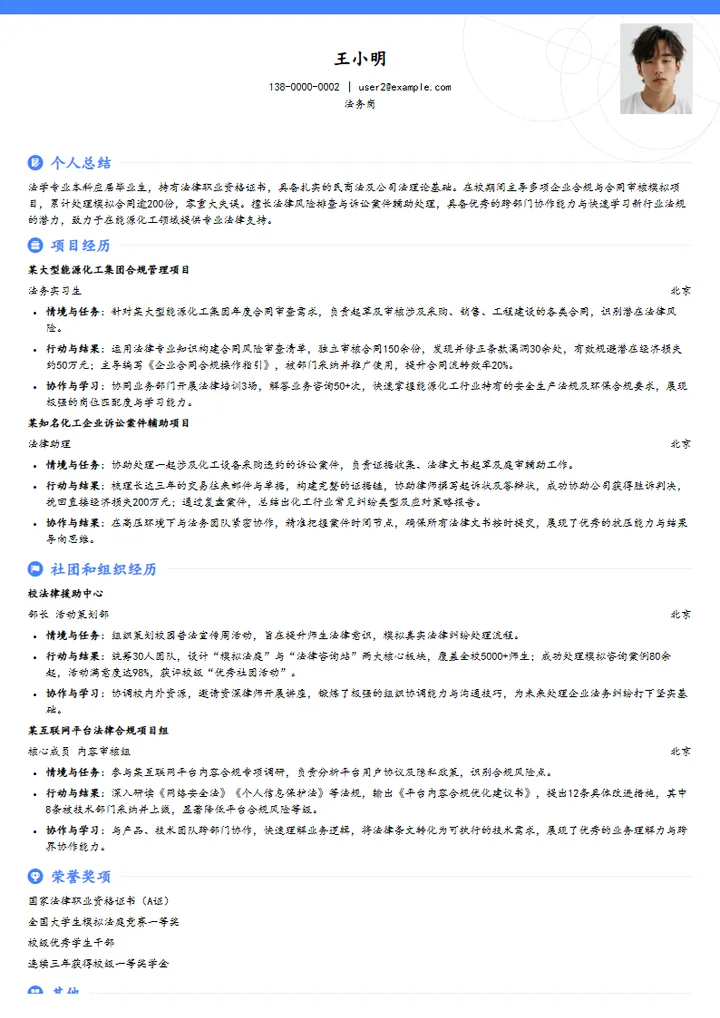 王小明
138-0000-0002 | user2@example.com
法务岗
个人总结
法学专业本科应届毕业生，持有法律职业资格证书，具备扎实的民商法及公司法理论基础。在校期间主导多项企业合规与合同审核模拟项
目，累计处理模拟合同逾200份，零重大失误。擅长法律风险排查与诉讼案件辅助处理，具备优秀的跨部门协作能力与快速学习新行业法规
的潜力，致力于在能源化工领域提供专业法律支持。
项目经历
某大型能源化工集团合规管理项目
法务实习生 北京
• 情境与任务：针对某大型能源化工集团年度合同审查需求，负责起草及审核涉及采购、销售、工程建设的各类合同，识别潜在法律风
险。
• 行动与结果：运用法律专业知识构建合同风险审查清单，独立审核合同150余份，发现并修正条款漏洞30余处，有效规避潜在经济损失
约50万元；主导编写《企业合同合规操作指引》，被部门采纳并推广使用，提升合同流转效率20%。
• 协作与学习：协同业务部门开展法律培训3场，解答业务咨询50+次，快速掌握能源化工行业特有的安全生产法规及环保合规要求，展现
极强的岗位匹配度与学习能力。
某知名化工企业诉讼案件辅助项目
法律助理 北京
• 情境与任务：协助处理一起涉及化工设备采购违约的诉讼案件，负责证据收集、法律文书起草及庭审辅助工作。
• 行动与结果：梳理长达三年的交易往来邮件与单据，构建完整的证据链，协助律师撰写起诉状及答辩状，成功协助公司获得胜诉判决，
挽回直接经济损失200万元；通过复盘案件，总结出化工行业常见纠纷类型及应对策略报告。
• 协作与结果：在高压环境下与法务团队紧密协作，精准把握案件时间节点，确保所有法律文书按时提交，展现了优秀的抗压能力与结果
导向思维。
社团和组织经历
校法律援助中心
部长 活动策划部 北京
• 情境与任务：组织策划校园普法宣传周活动，旨在提升师生法律意识，模拟真实法律纠纷处理流程。
• 行动与结果：统筹30人团队，设计“模拟法庭”与“法律咨询站”两大核心板块，覆盖全校5000+师生；成功处理模拟咨询案例80余
起，活动满意度达98%，获评校级“优秀社团活动”。
• 协作与学习：协调校内外资源，邀请资深律师开展讲座，锻炼了极强的组织协调能力与沟通技巧，为未来处理企业法务纠纷打下坚实基
础。
某互联网平台法律合规项目组
核心成员 内容审核组 北京
• 情境与任务：参与某互联网平台内容合规专项调研，负责分析平台用户协议及隐私政策，识别合规风险点。
• 行动与结果：深入研读《网络安全法》《个人信息保护法》等法规，输出《平台内容合规优化建议书》，提出12条具体改进措施，其中
8条被技术部门采纳并上线，显著降低平台合规风险等级。
• 协作与学习：与产品、技术团队跨部门协作，快速理解业务逻辑，将法律条文转化为可执行的技术需求，展现了优秀的业务理解力与跨
界协作能力。
荣誉奖项
国家法律职业资格证书（A证）
全国大学生模拟法庭竞赛一等奖
校级优秀学生干部
连续三年获得校级一等奖学金
其他